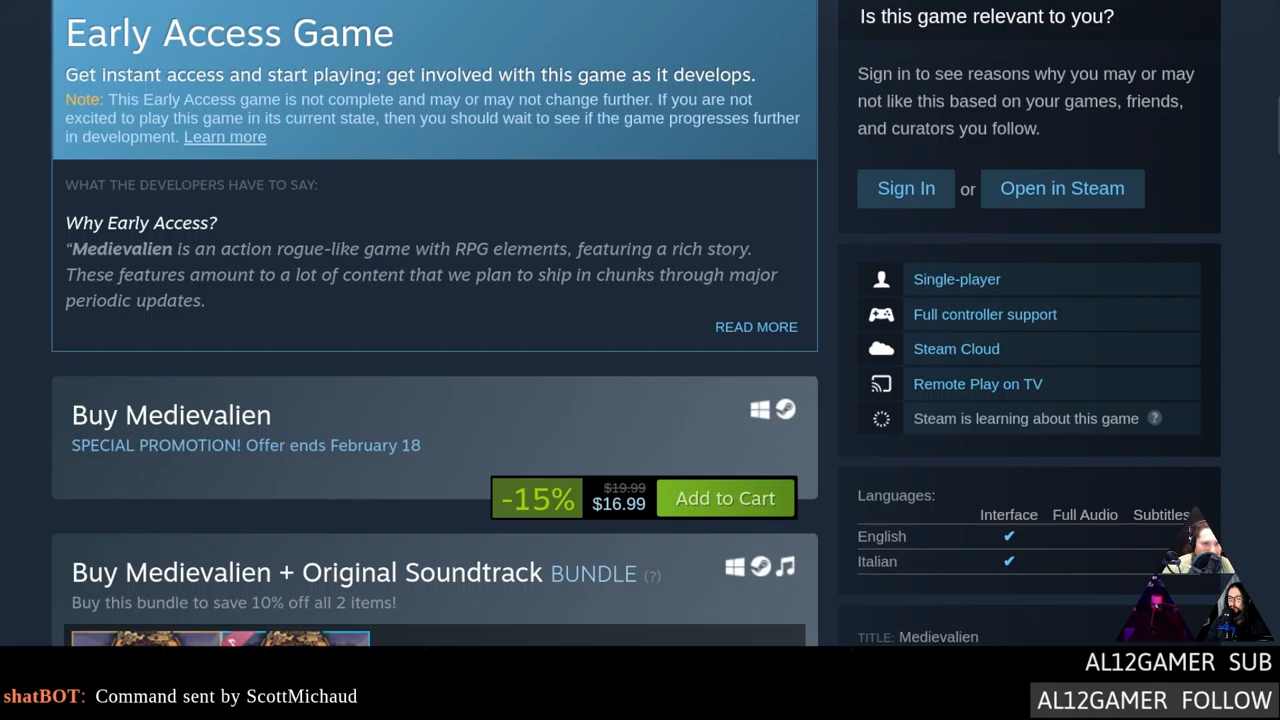 Early Access Game
Get instant access and start playing; get involved with this game as it develops.
Note: This Early Access game is not complete and may or may not change further. If you are not
excited to play this game in its current state, then you should wait to see if the game progresses further
in development. Learn more
WHAT THE DEVELOPERS HAVE TO SAY:
Why Early Access?
“Medievalien is an action rogue-like game with RPG elements, featuring a rich story.
These features amount to a lot of content that we plan to ship in chunks through major
periodic updates.
READ MORE
Buy Medievalien
SPECIAL PROMOTION! Offer ends February 18
-15%
$19.99
$16.99
Add to Cart
Buy Medievalien + Original Soundtrack BUNDLE (?)
Buy this bundle to save 10% off all 2 items!
Is this game relevant to you?
Sign in to see reasons why you may or may
not like this based on your games, friends,
and curators you follow.
Sign In or Open in Steam
Single-player
Full controller support
Steam Cloud
Remote Play on TV
Steam is learning about this game ?
Languages:
Interface Full Audio Subtitles
English ✔
Italian ✔
TITLE: Medievalien
AL12GAMER SUB
shatBOT: Command sent by ScottMichaud
AL12GAMER FOLLOW